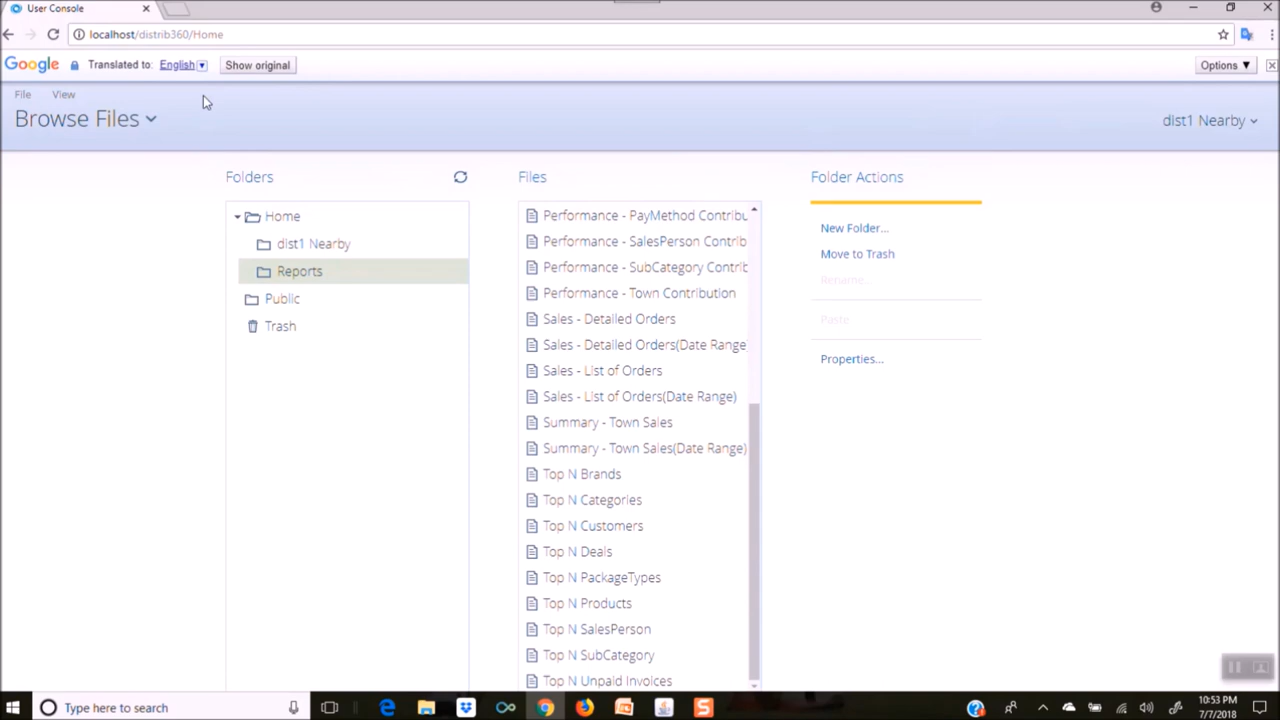 User Console
localhost/distrib360/Home
Google Translated to: English Show original Options ▼
File View
Browse Files
dist1 Nearby
Folders
Home
dist1 Nearby
Reports
Public
Trash
Files
Performance - PayMethod Contribu
Performance - SalesPerson Contrib
Performance - SubCategory Contrib
Performance - Town Contribution
Sales - Detailed Orders
Sales - Detailed Orders(Date Range)
Sales - List of Orders
Sales - List of Orders(Date Range)
Summary - Town Sales
Summary - Town Sales(Date Range)
Top N Brands
Top N Categories
Top N Customers
Top N Deals
Top N PackageTypes
Top N Products
Top N SalesPerson
Top N SubCategory
Top N Unpaid Invoices
Folder Actions
New Folder...
Move to Trash
Rename...
Paste
Properties...
Type here to search
10:53 PM
7/7/2018